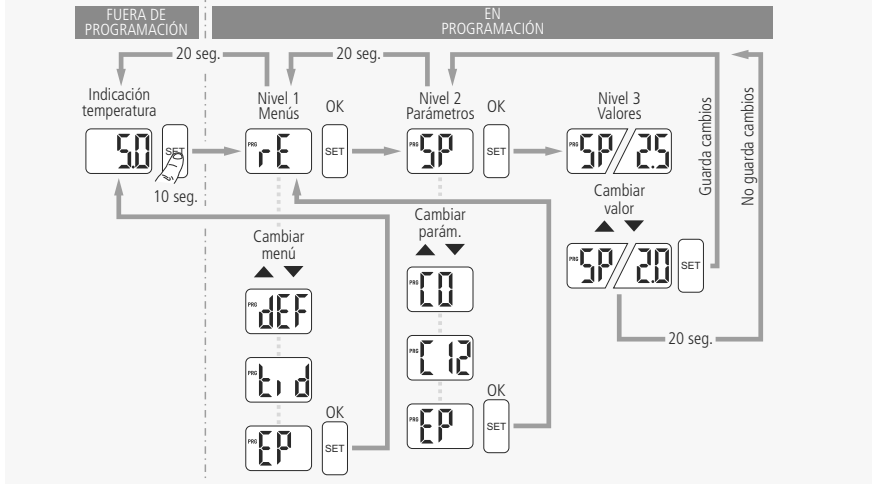 FUERA DE
PROGRAMACIÓN
EN
PROGRAMACIÓN
20 seg.
20 seg.
Indicación
temperatura
Nivel 1
Menús
OK
Nivel 2
Parámetros
OK
Nivel 3
Valores
5.0
SET
PRG rE
SET
PRG SP
SET
PRG SP/2.5
Guarda cambios
No guarda cambios
10 seg.
Cambiar
menú
Cambiar
parám.
Cambiar
valor
PRG SP/2.0
SET
PRG dEF
PRG C0
20 seg.
PRG tid
PRG C12
OK
PRG EP
SET
OK
PRG EP
SET